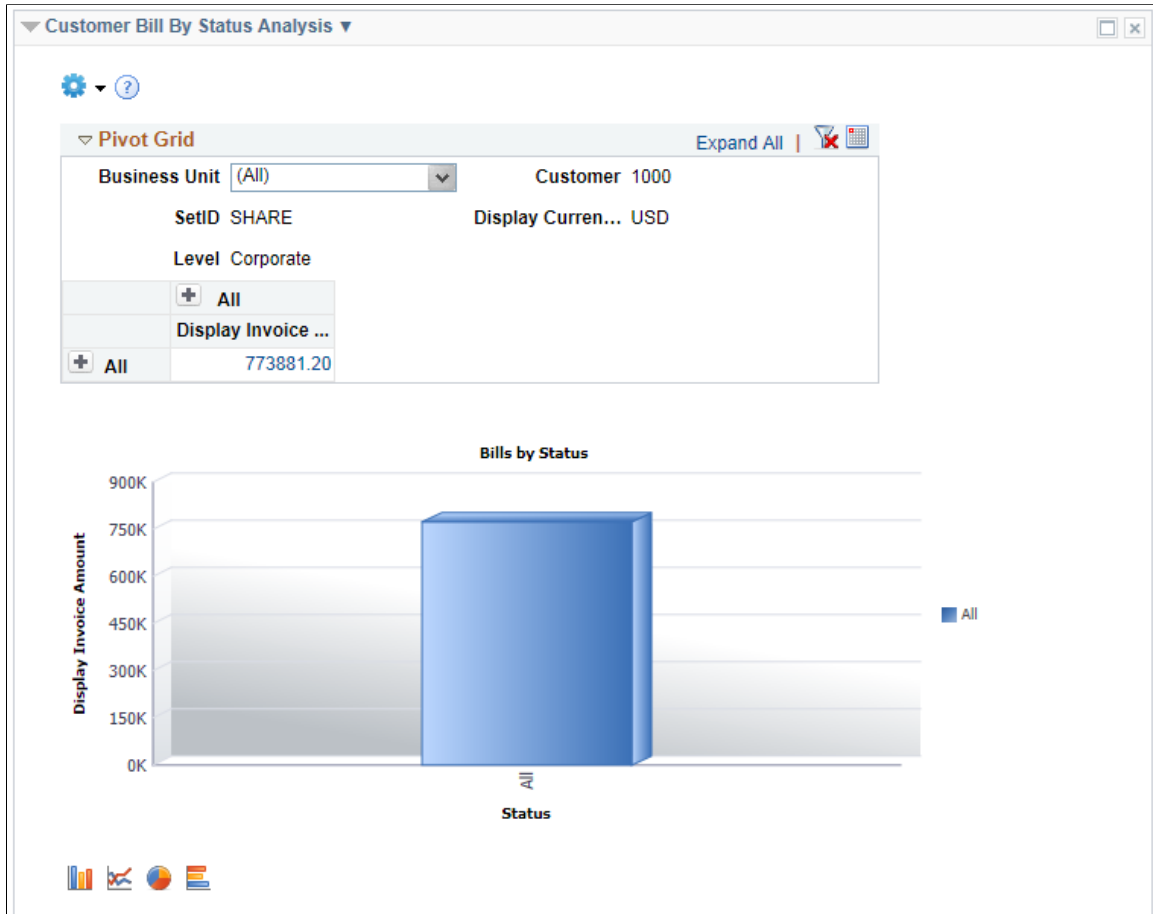 Customer Bill By Status Analysis ▼
?
Pivot Grid Expand All |
Business Unit (All) Customer 1000
SetID SHARE Display Curren... USD
Level Corporate
All
Display Invoice ...
All 773881.20
Bills by Status
900K
750K
600K
450K
300K
150K
0K
Display Invoice Amount
All
All
Status